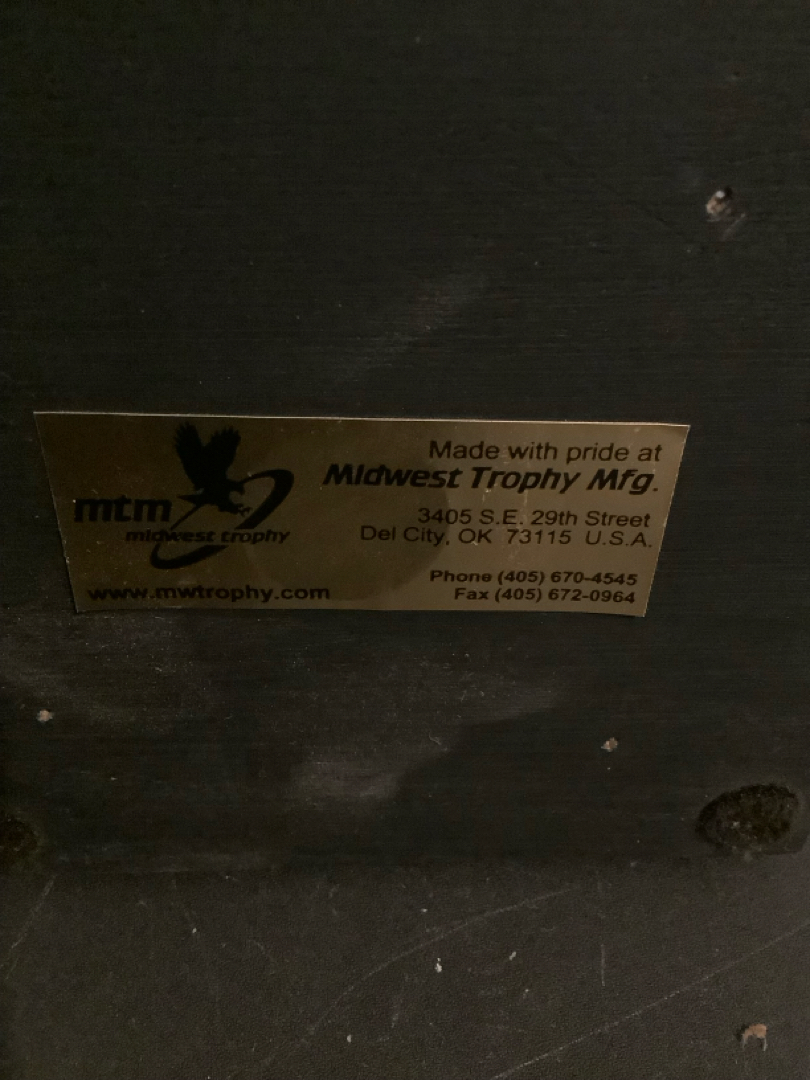 Made with pride at
Midwest Trophy Mfg.
mtm
midwest trophy
3405 S.E. 29th Street
Del City, OK 73115 U.S.A.
www.mwtrophy.com
Phone (405) 670-4545
Fax (405) 672-0964